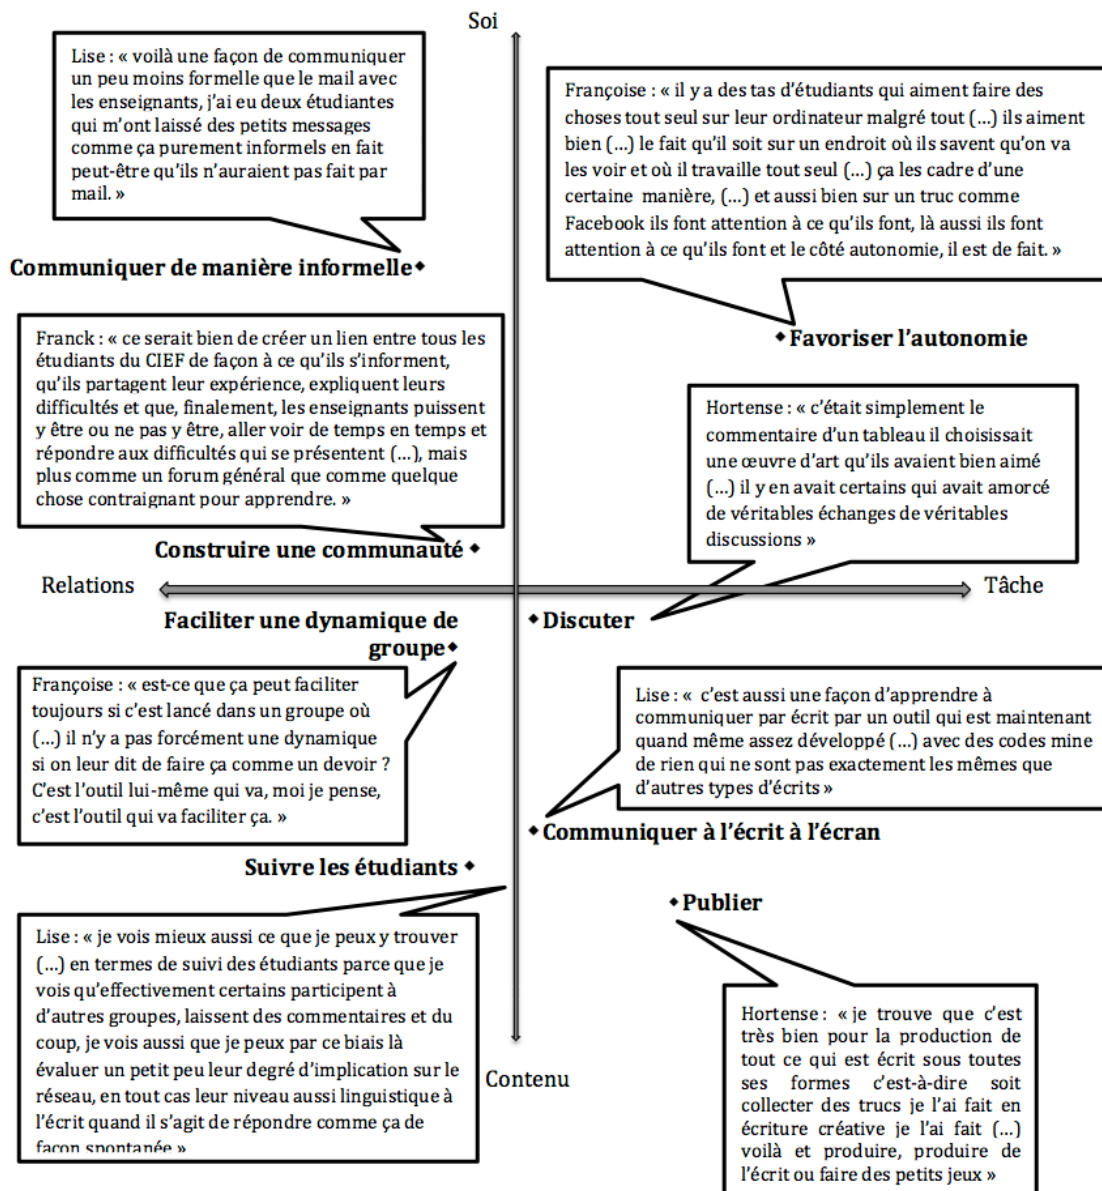 Soi
Lise : « voilà une façon de communiquer
un peu moins formelle que le mail avec
les enseignants, j’ai eu deux étudiantes
qui m’ont laissé des petits messages
comme ça purement informels en fait
peut-être qu’ils n’auraient pas fait par
mail. »
Communiquer de manière informelle
Françoise : « il y a des tas d’étudiants qui aiment faire des
choses tout seul sur leur ordinateur malgré tout (…) ils aiment
bien (…) le fait qu’il soit sur un endroit où ils savent qu’on va
les voir et où il travaille tout seul (…) ça les cadre d’une
certaine manière, (…) et aussi bien sur un truc comme
Facebook ils font attention à ce qu’ils font, là aussi ils font
attention à ce qu’ils font et le côté autonomie, il est de fait. »
Favoriser l’autonomie
Franck : « ce serait bien de créer un lien entre tous les
étudiants du CIEF de façon à ce qu’ils s’informent,
qu’ils partagent leur expérience, expliquent leurs
difficultés et que, finalement, les enseignants puissent
y être ou ne pas y être, aller voir de temps en temps et
répondre aux difficultés qui se présentent (…), mais
plus comme un forum général que comme quelque
chose contraignant pour apprendre. »
Construire une communauté
Hortense : « c’était simplement le
commentaire d’un tableau il choisissait
une œuvre d’art qu’ils avaient bien aimé
(…) il y en avait certains qui avait amorcé
de véritables échanges de véritables
discussions »
Relations
Tâche
Faciliter une dynamique de
groupe
Discuter
Françoise : « est-ce que ça peut faciliter
toujours si c’est lancé dans un groupe où
(…) il n’y a pas forcément une dynamique
si on leur dit de faire ça comme un devoir ?
C’est l’outil lui-même qui va, moi je pense,
c’est l’outil qui va faciliter ça. »
Lise : « c’est aussi une façon d’apprendre à
communiquer par écrit par un outil qui est maintenant
quand même assez développé (…) avec des codes mine
de rien qui ne sont pas exactement les mêmes que
d’autres types d’écrits »
Communiquer à l’écrit à l’écran
Suivre les étudiants
Publier
Lise : « je vois mieux aussi ce que je peux y trouver
(…) en termes de suivi des étudiants parce que je
vois qu’effectivement certains participent à
d’autres groupes, laissent des commentaires et du
coup, je vois aussi que je peux par ce biais là
évaluer un petit peu leur degré d’implication sur le
réseau, en tout cas leur niveau aussi linguistique à
l’écrit quand il s’agit de répondre comme ça de
façon spontanée »
Contenu
Hortense : « je trouve que c’est
très bien pour la production de
tout ce qui est écrit sous toutes
ses formes c’est-à-dire soit
collecter des trucs je l’ai fait en
écriture créative je l’ai fait (…)
voilà et produire, produire de
l’écrit ou faire des petits jeux »